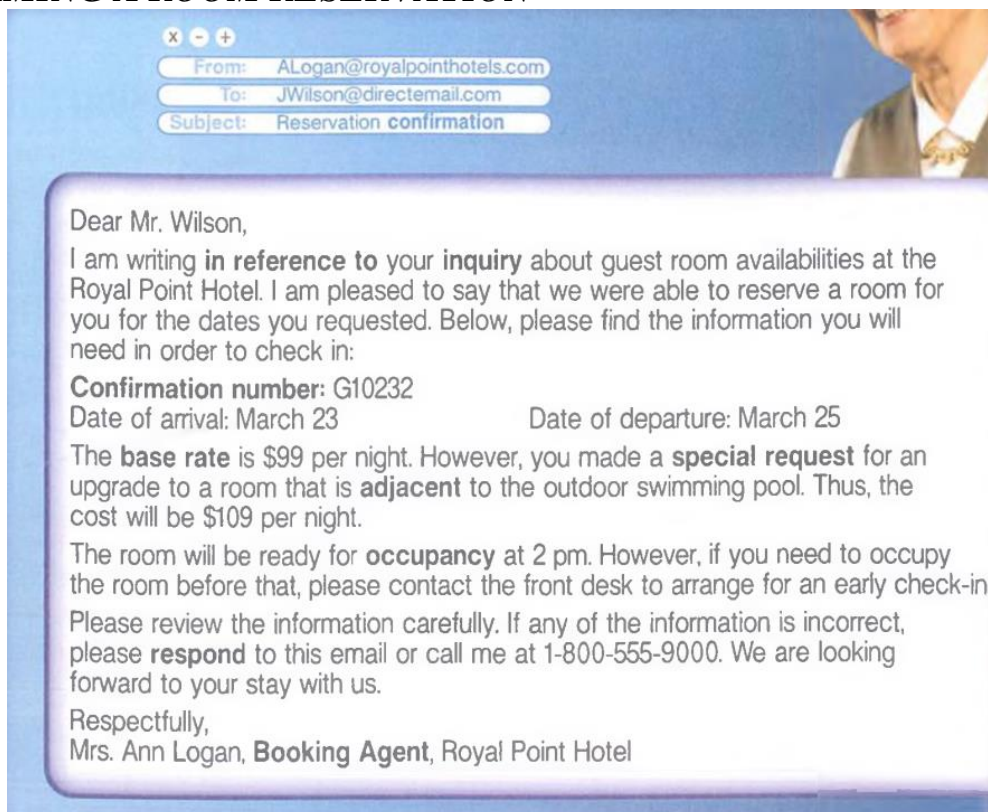 From: ALogan@royalpointhotels.com
To: JWilson@directemail.com
Subject: Reservation confirmation
Dear Mr. Wilson,
I am writing in reference to your inquiry about guest room availabilities at the
Royal Point Hotel. I am pleased to say that we were able to reserve a room for
you for the dates you requested. Below, please find the information you will
need in order to check in:
Confirmation number: G10232
Date of arrival: March 23 Date of departure: March 25
The base rate is $99 per night. However, you made a special request for an
upgrade to a room that is adjacent to the outdoor swimming pool. Thus, the
cost will be $109 per night.
The room will be ready for occupancy at 2 pm. However, if you need to occupy
the room before that, please contact the front desk to arrange for an early check-in
Please review the information carefully. If any of the information is incorrect,
please respond to this email or call me at 1-800-555-9000. We are looking
forward to your stay with us.
Respectfully,
Mrs. Ann Logan, Booking Agent, Royal Point Hotel